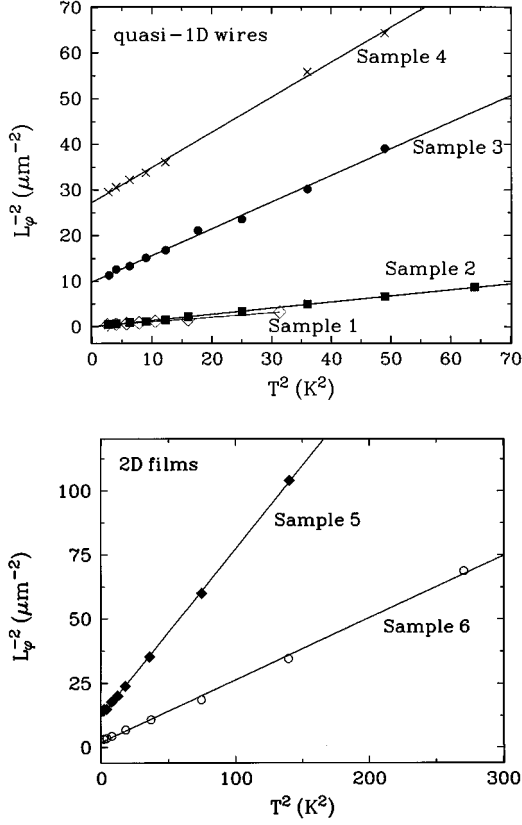 70
60
50
40
30
20
10
0
L_φ^{-2} (μm^{-2})
quasi-1D wires
Sample 4
Sample 3
Sample 2
Sample 1
0 10 20 30 40 50 60 70
T^2 (K^2)
100
75
50
25
0
L_φ^{-2} (μm^{-2})
2D films
Sample 5
Sample 6
0 100 200 300
T^2 (K^2)